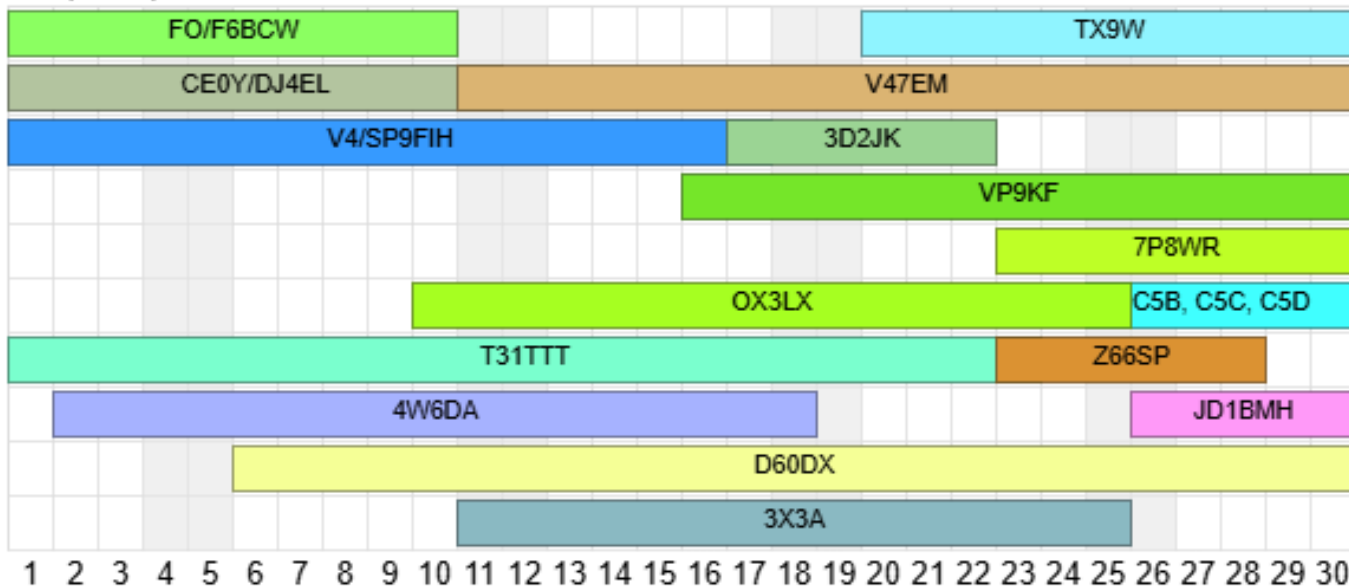 FO/F6BCW TX9W
CE0Y/DJ4EL V47EM
V4/SP9FIH 3D2JK
VP9KF
7P8WR
OX3LX C5B, C5C, C5D
T31TTT Z66SP
4W6DA JD1BMH
D60DX
3X3A
1 2 3 4 5 6 7 8 9 10 11 12 13 14 15 16 17 18 19 20 21 22 23 24 25 26 27 28 29 30